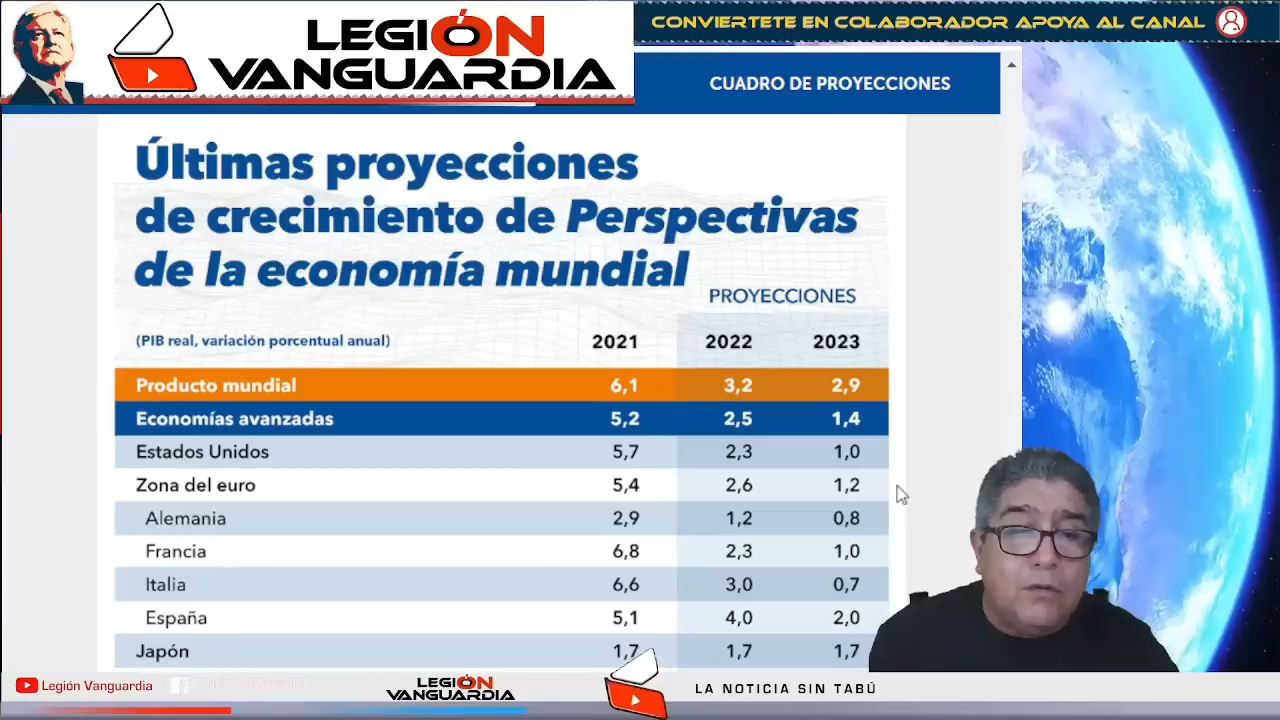 LEGIÓN
VANGUARDIA
CONVIERTETE EN COLABORADOR APOYA AL CANAL
CUADRO DE PROYECCIONES
Últimas proyecciones
de crecimiento de Perspectivas
de la economía mundial
PROYECCIONES
(PIB real, variación porcentual anual) 2021 2022 2023
Producto mundial 6,1 3,2 2,9
Economías avanzadas 5,2 2,5 1,4
Estados Unidos 5,7 2,3 1,0
Zona del euro 5,4 2,6 1,2
Alemania 2,9 1,2 0,8
Francia 6,8 2,3 1,0
Italia 6,6 3,0 0,7
España 5,1 4,0 2,0
Japón 1,7 1,7 1,7
Legión Vanguardia
LEGIÓN
VANGUARDIA
LA NOTICIA SIN TABÚ